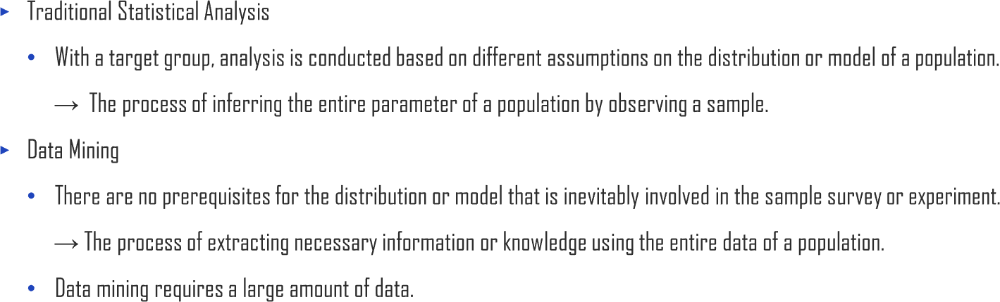 ▸ Traditional Statistical Analysis
• With a target group, analysis is conducted based on different assumptions on the distribution or model of a population.
→ The process of inferring the entire parameter of a population by observing a sample.
▸ Data Mining
• There are no prerequisites for the distribution or model that is inevitably involved in the sample survey or experiment.
→ The process of extracting necessary information or knowledge using the entire data of a population.
• Data mining requires a large amount of data.